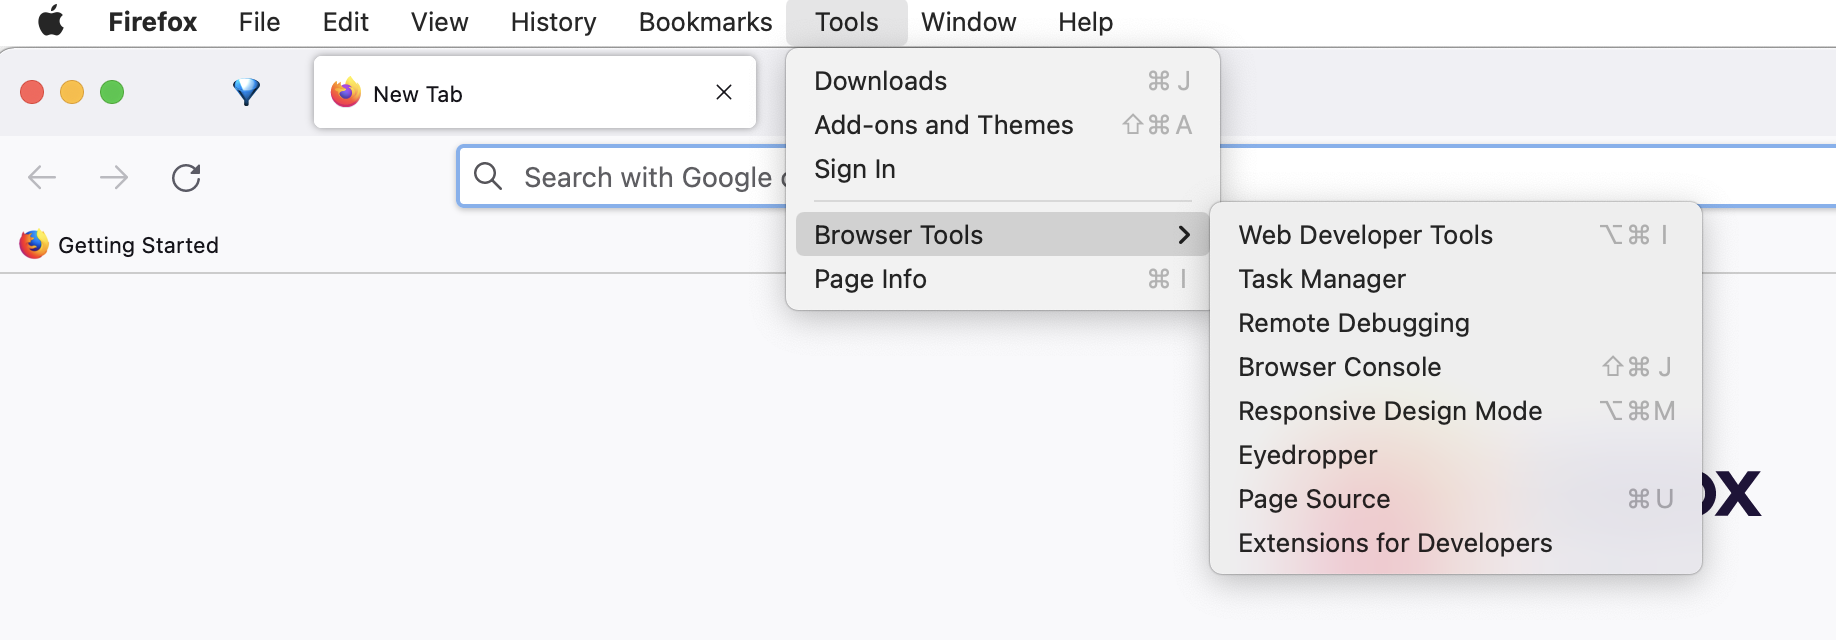 Firefox File Edit View History Bookmarks Tools Window Help
New Tab
Search with Google
Getting Started
Downloads ⌘ J
Add-ons and Themes ⇧⌘ A
Sign In
Browser Tools
Page Info ⌘ I
Web Developer Tools ⌥⌘ I
Task Manager
Remote Debugging
Browser Console ⇧⌘ J
Responsive Design Mode ⌥⌘M
Eyedropper
Page Source ⌘U
Extensions for Developers